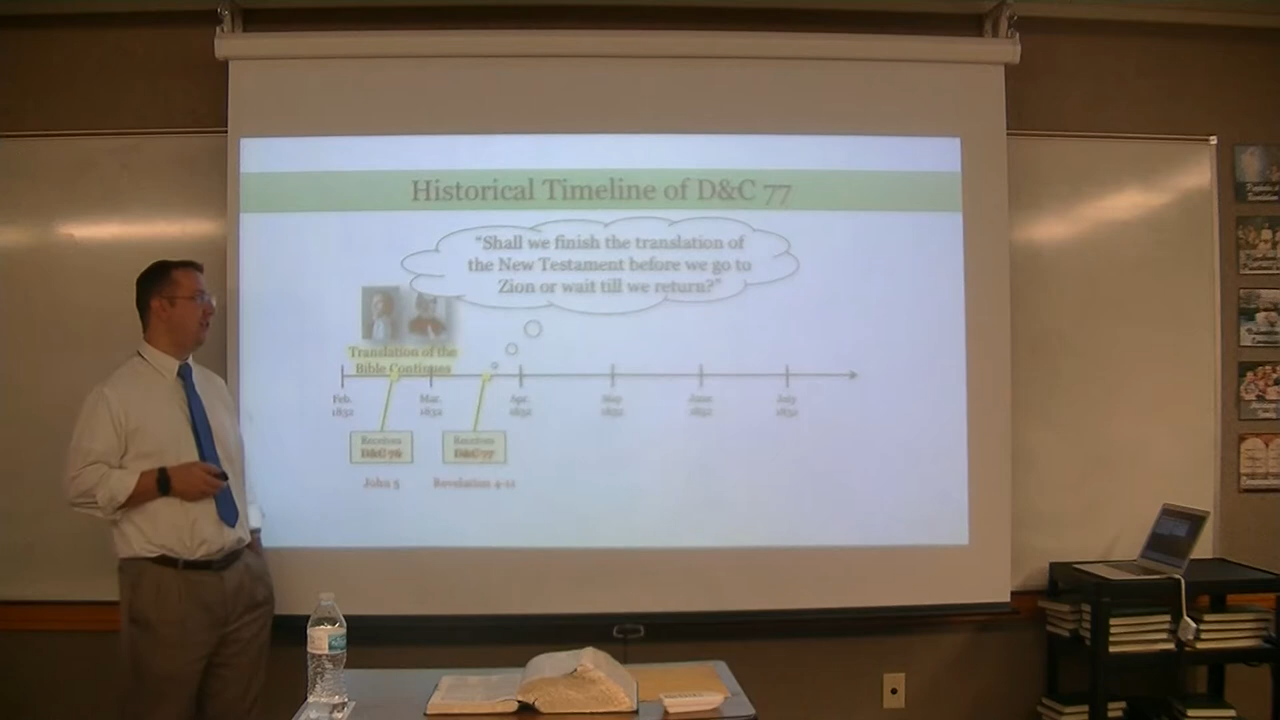 Historical Timeline of D&C 77
“Shall we finish the translation of
the New Testament before we go to
Zion or wait till we return?”
Translation of the
Bible Continues
Feb.
1832
Mar.
1832
Apr.
1832
May
1832
June
1832
July
1832
Receives
D&C 76
Receives
D&C 77
John 5
Revelation 4-11